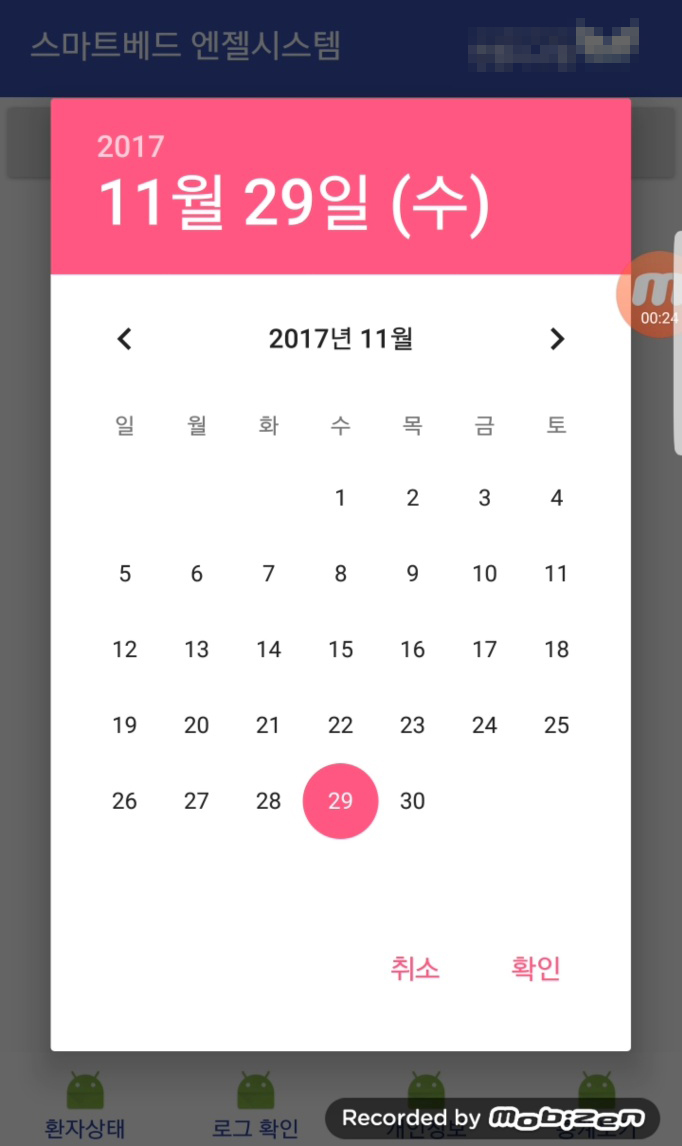 스마트베드 엔젤시스템
2017
11월 29일 (수)
00:24
2017년 11월
일 월 화 수 목 금 토
1 2 3 4
5 6 7 8 9 10 11
12 13 14 15 16 17 18
19 20 21 22 23 24 25
26 27 28 29 30
취소 확인
환자상태 로그 확인 개인정보
Recorded by mobizen